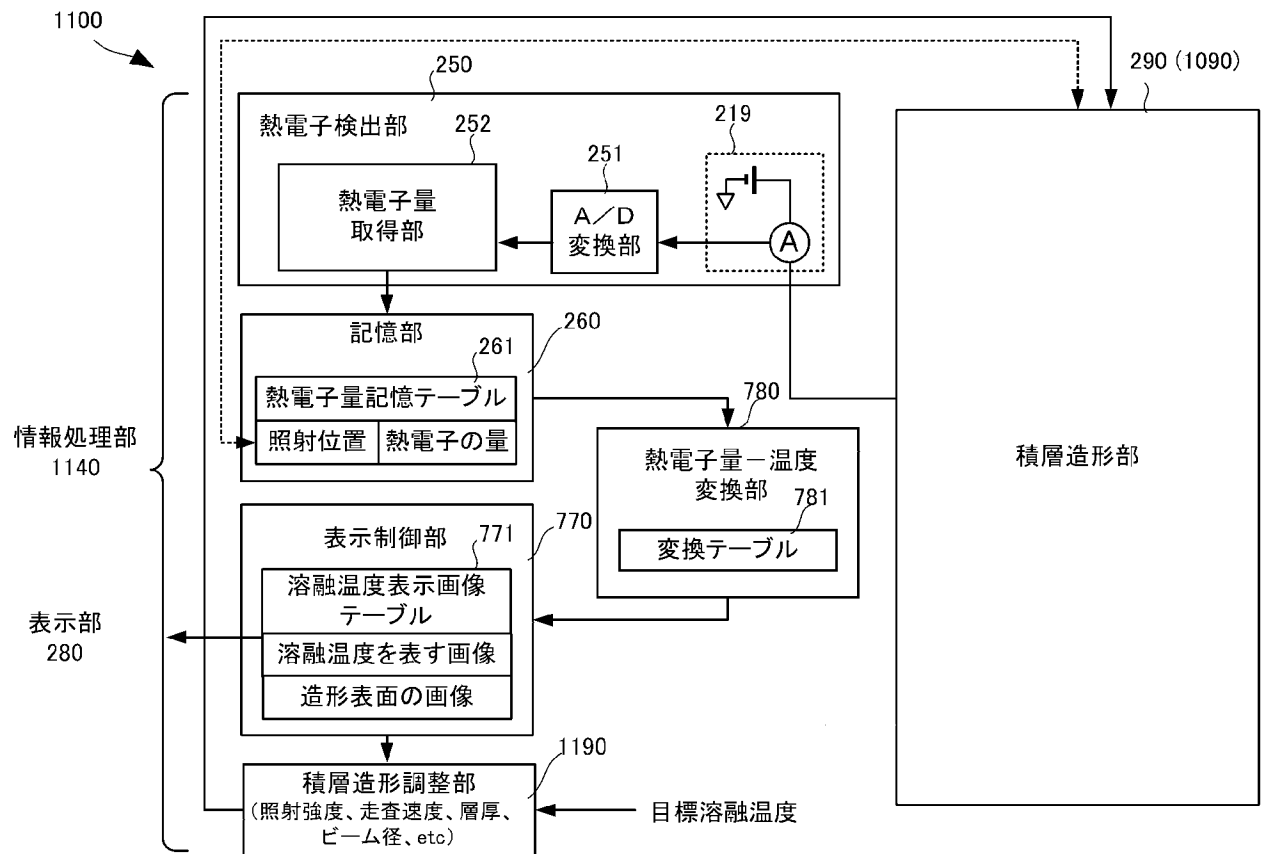 1100
290 (1090)
250
熱電子検出部
252
熱電子量
取得部
251
A/D
変換部
219
A
記憶部
260
261
熱電子量記憶テーブル
照射位置
熱電子の量
780
熱電子量-温度
変換部
781
変換テーブル
積層造形部
情報処理部
1140
表示制御部
770
771
溶融温度表示画像
テーブル
溶融温度を表す画像
造形表面の画像
表示部
280
1190
積層造形調整部
(照射強度、走査速度、層厚、
ビーム径、etc)
目標溶融温度